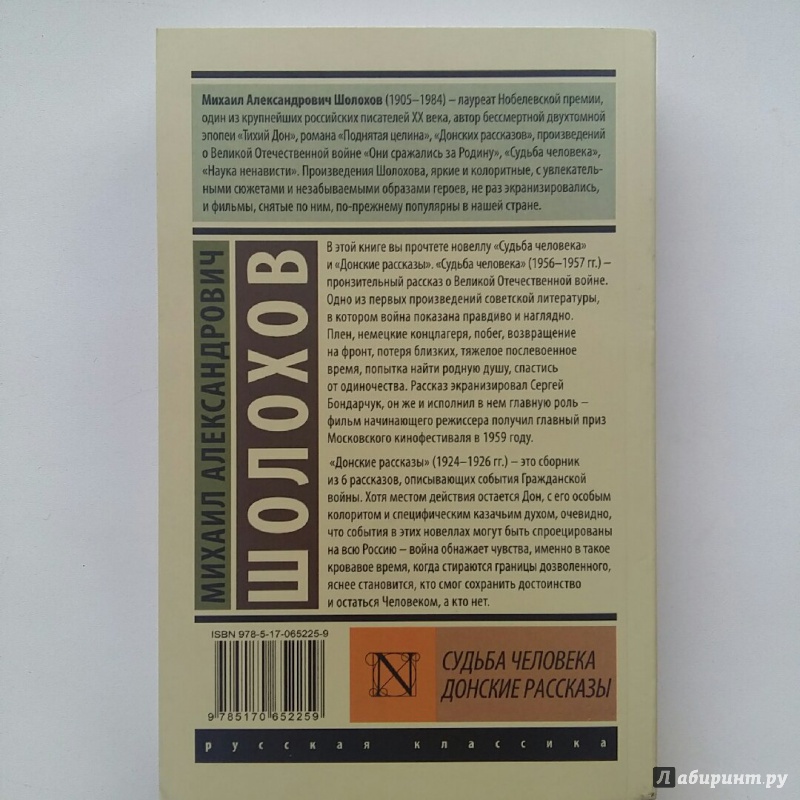 Михаил Александрович Шолохов (1905–1984) – лауреат Нобелевской премии,
один из крупнейших российских писателей XX века, автор бессмертной двухтомной
эпопеи «Тихий Дон», романа «Поднятая целина», «Донских рассказов», произведений
о Великой Отечественной войне «Они сражались за Родину», «Судьба человека»,
«Наука ненависти». Произведения Шолохова, яркие и колоритные, с увлекатель-
ными сюжетами и незабываемыми образами героев, не раз экранизировались,
и фильмы, снятые по ним, по-прежнему популярны в нашей стране.
МИХАИЛ АЛЕКСАНДРОВИЧ
ШОЛОХОВ
В этой книге вы прочтете новеллу «Судьба человека»
и «Донские рассказы». «Судьба человека» (1956–1957 гг.) –
пронзительный рассказ о Великой Отечественной войне.
Одно из первых произведений советской литературы,
в котором война показана правдиво и наглядно.
Плен, немецкие концлагеря, побег, возвращение
на фронт, потеря близких, тяжелое послевоенное
время, попытка найти родную душу, спастись
от одиночества. Рассказ экранизировал Сергей
Бондарчук, он же и исполнил в нем главную роль –
фильм начинающего режиссера получил главный приз
Московского кинофестиваля в 1959 году.
«Донские рассказы» (1924–1926 гг.) – это сборник
из 6 рассказов, описывающих события Гражданской
войны. Хотя местом действия остается Дон, с его особым
колоритом и специфическим казачьим духом, очевидно,
что события в этих новеллах могут быть спроецированы
на всю Россию – война обнажает чувства, именно в такое
кровавое время, когда стираются границы дозволенного,
яснее становится, кто смог сохранить достоинство
и остаться Человеком, а кто нет.
ISBN 978-5-17-065225-9
9 785170 652259
N
СУДЬБА ЧЕЛОВЕКА
ДОНСКИЕ РАССКАЗЫ
русская классика
Лабиринт.ру